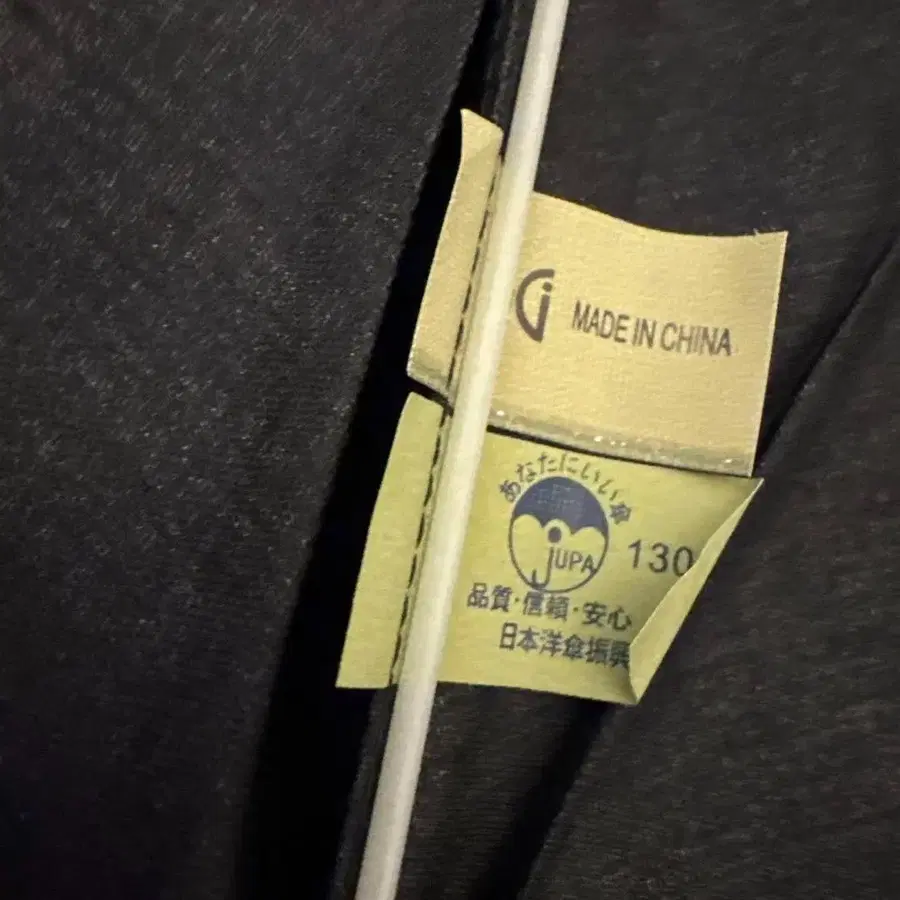 MADE IN CHINA
あなたにいい傘
jUPA
130
品質・信頼・安心
日本洋傘振興